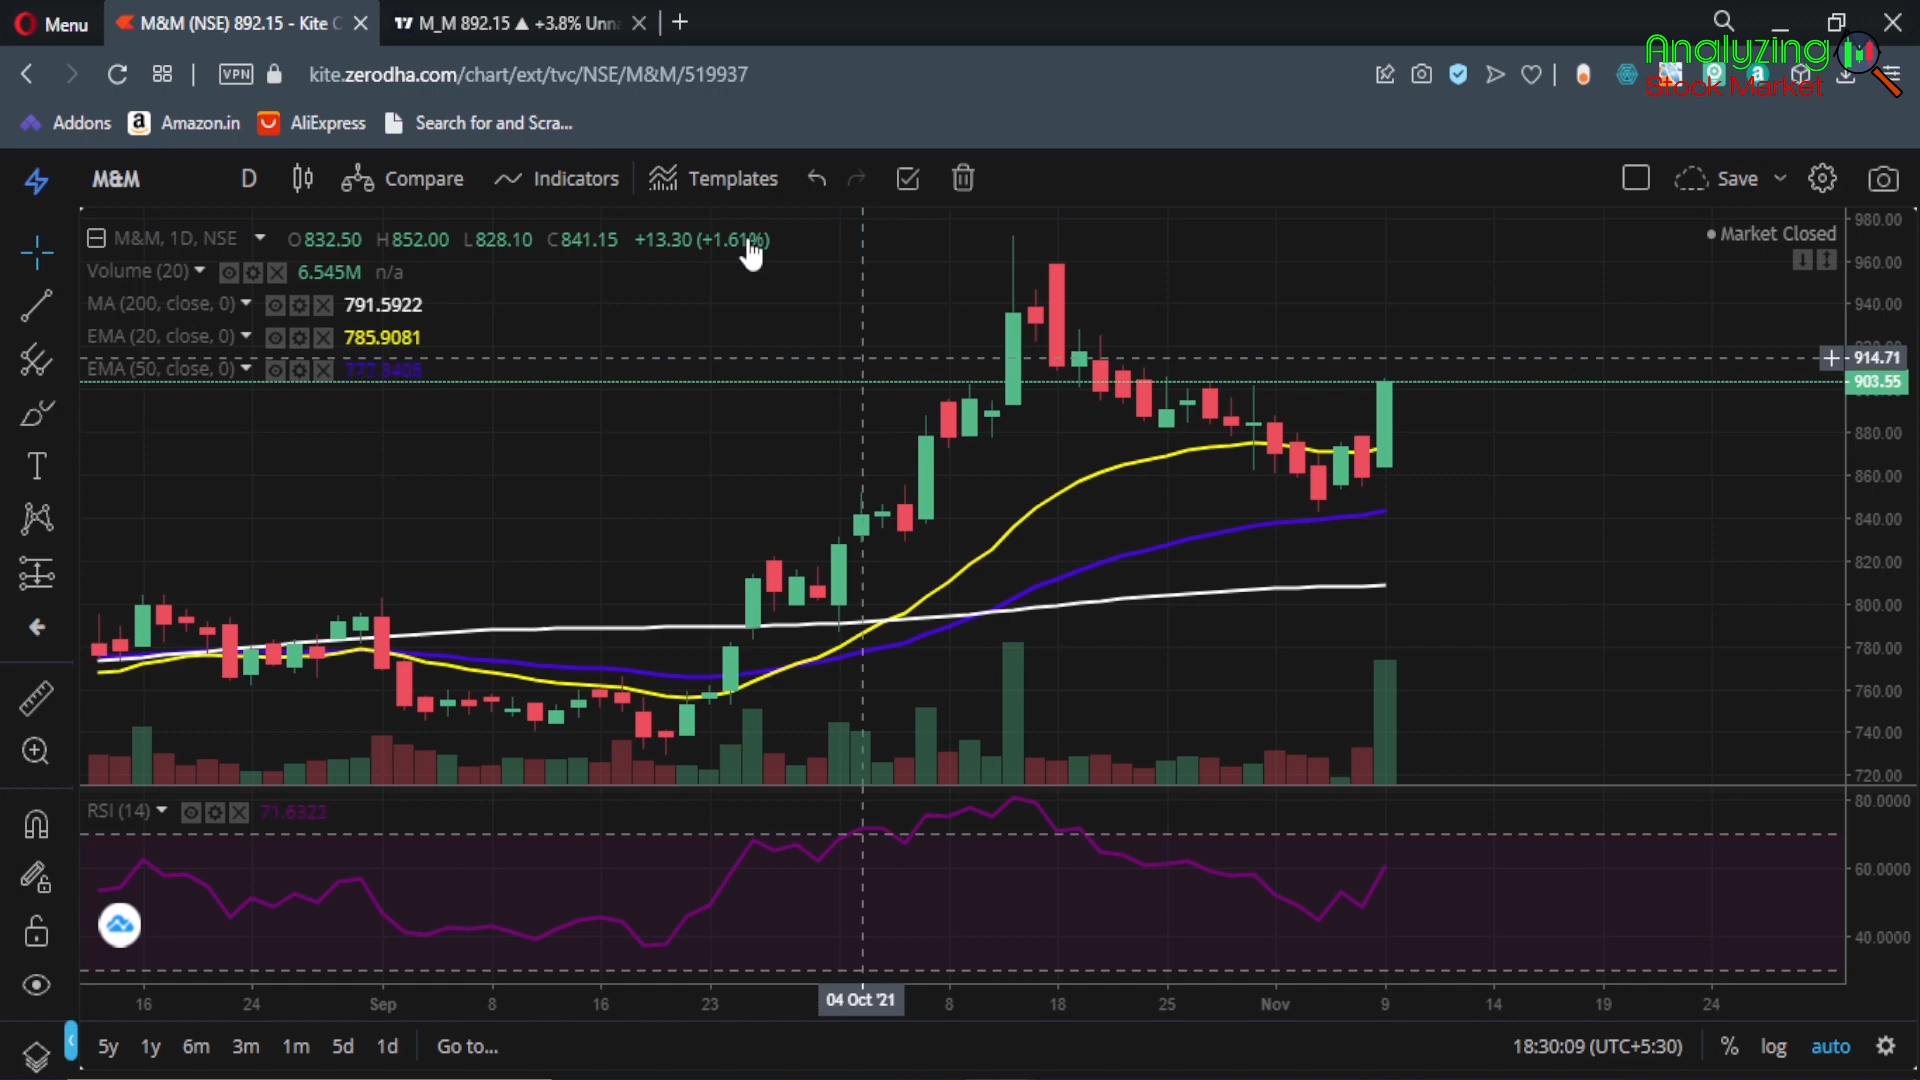 Menu
M&M (NSE) 892.15 - Kite C
M_M 892.15 ▲ +3.8% Unna
Analyzing
Stock Market
VPN
kite.zerodha.com/chart/ext/tvc/NSE/M&M/519937
Addons
Amazon.in
AliExpress
Search for and Scra...
M&M
D
Compare
Indicators
Templates
Save
M&M, 1D, NSE
O832.50 H852.00 L828.10 C841.15 +13.30 (+1.61%)
Market Closed
Volume (20)
6.545M n/a
MA (200, close, 0)
791.5922
EMA (20, close, 0)
785.9081
EMA (50, close, 0)
777.3405
980.00
960.00
940.00
914.71
903.55
880.00
860.00
840.00
820.00
800.00
780.00
760.00
740.00
720.00
RSI (14)
71.6322
80.0000
60.0000
40.0000
16 24 Sep 8 16 23 04 Oct '21 8 18 25 Nov 9 14 19 24
5y 1y 6m 3m 1m 5d 1d Go to...
18:30:09 (UTC+5:30) % log auto